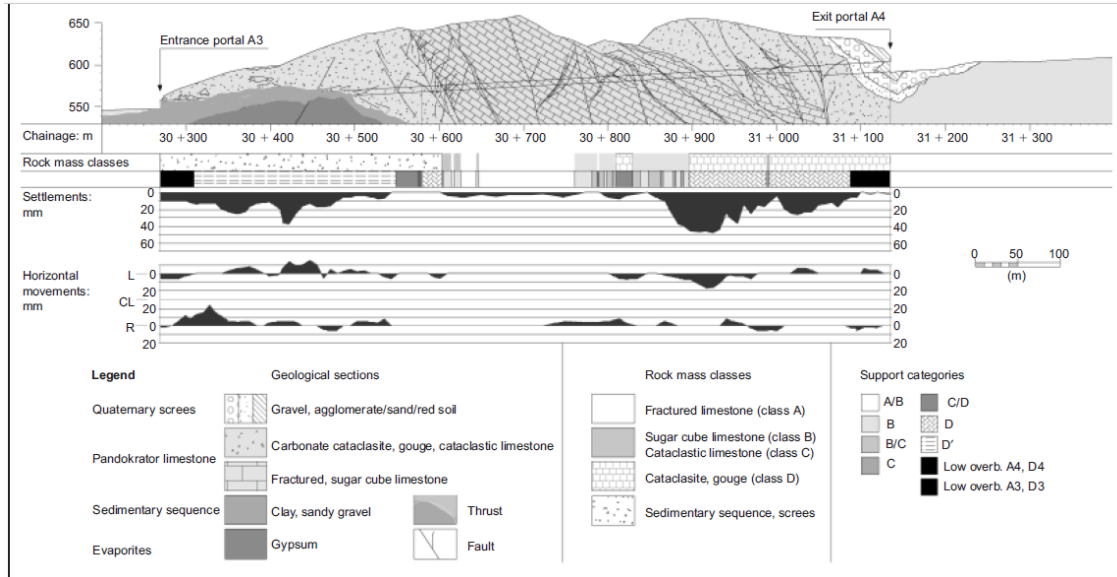 650
600
550
Entrance portal A3
Exit portal A4
Chainage: m
30 + 300
30 + 400
30 + 500
30 + 600
30 + 700
30 + 800
30 + 900
31 + 000
31 + 100
31 + 200
31 + 300
Rock mass classes
Settlements:
mm
0
20
40
60
0
20
40
60
Horizontal
movements:
mm
L
0
20
CL
20
R
0
20
0
20
20
0
20
0
50
100
(m)
Legend
Geological sections
Quaternary screes
Gravel, agglomerate/sand/red soil
Pandokrator limestone
Carbonate cataclasite, gouge, cataclastic limestone
Fractured, sugar cube limestone
Sedimentary sequence
Clay, sandy gravel
Thrust
Evaporites
Gypsum
Fault
Rock mass classes
Fractured limestone (class A)
Sugar cube limestone (class B)
Cataclastic limestone (class C)
Cataclasite, gouge (class D)
Sedimentary sequence, screes
Support categories
A/B
C/D
B
D
B/C
D′
C
Low overb. A4, D4
Low overb. A3, D3